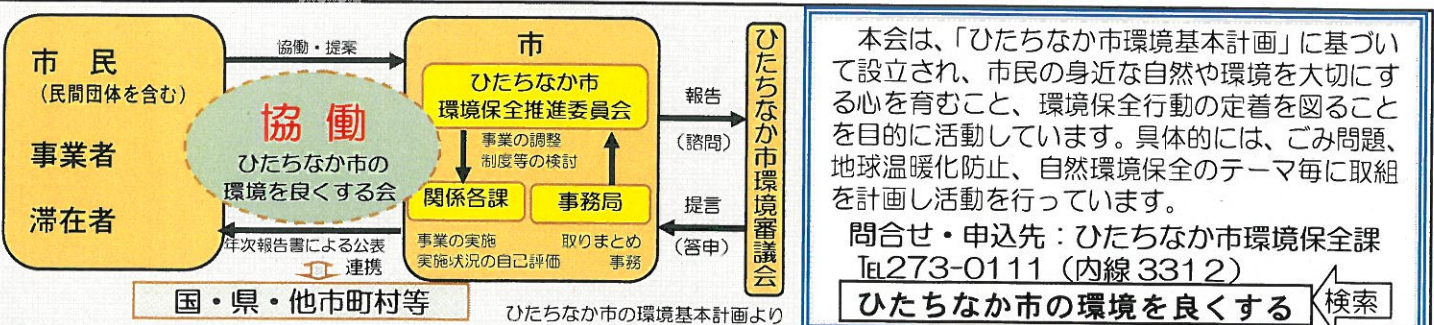 市 民
(民間団体を含む)
事業者
滞在者
協働・提案
協 働
ひたちなか市の
環境を良くする会
年次報告書による公表
連携
国・県・他市町村等
市
ひたちなか市
環境保全推進委員会
事業の調整
制度等の検討
関係各課
事務局
事業の実施
実施状況の自己評価
取りまとめ
事務
報告
(諮問)
提言
(答申)
ひたちなか市環境審議会
ひたちなか市の環境基本計画より
本会は、「ひたちなか市環境基本計画」に基づい
て設立され、市民の身近な自然や環境を大切にす
る心を育むこと、環境保全行動の定着を図ること
を目的に活動しています。具体的には、ごみ問題、
地球温暖化防止、自然環境保全のテーマ毎に取組
を計画し活動を行っています。
問合せ・申込先:ひたちなか市環境保全課
℡273-0111(内線3312)
ひたちなか市の環境を良くする
検索